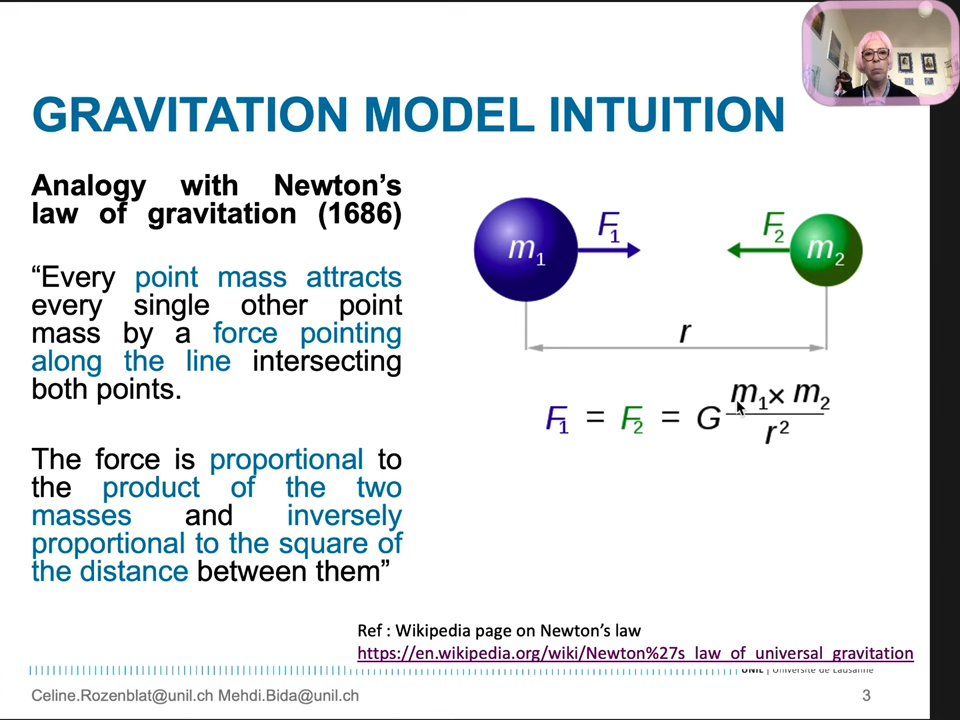 GRAVITATION MODEL INTUITION
Analogy with Newton’s
law of gravitation (1686)
“Every point mass attracts
every single other point
mass by a force pointing
along the line intersecting
both points.
The force is proportional to
the product of the two
masses and inversely
proportional to the square of
the distance between them”
m₁ F₁ F₂ m₂
r
F₁ = F₂ = G m₁ × m₂
r²
Ref : Wikipedia page on Newton’s law
https://en.wikipedia.org/wiki/Newton%27s_law_of_universal_gravitation
UNIL | Université de Lausanne
Celine.Rozenblat@unil.ch Mehdi.Bida@unil.ch 3